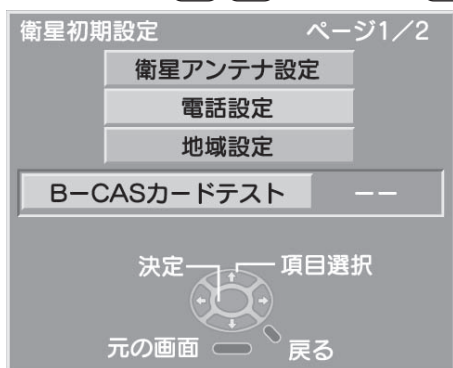 衛星初期設定 ページ1／2
衛星アンテナ設定
電話設定
地域設定
B－CASカードテスト －－
決定 項目選択
元の画面 戻る